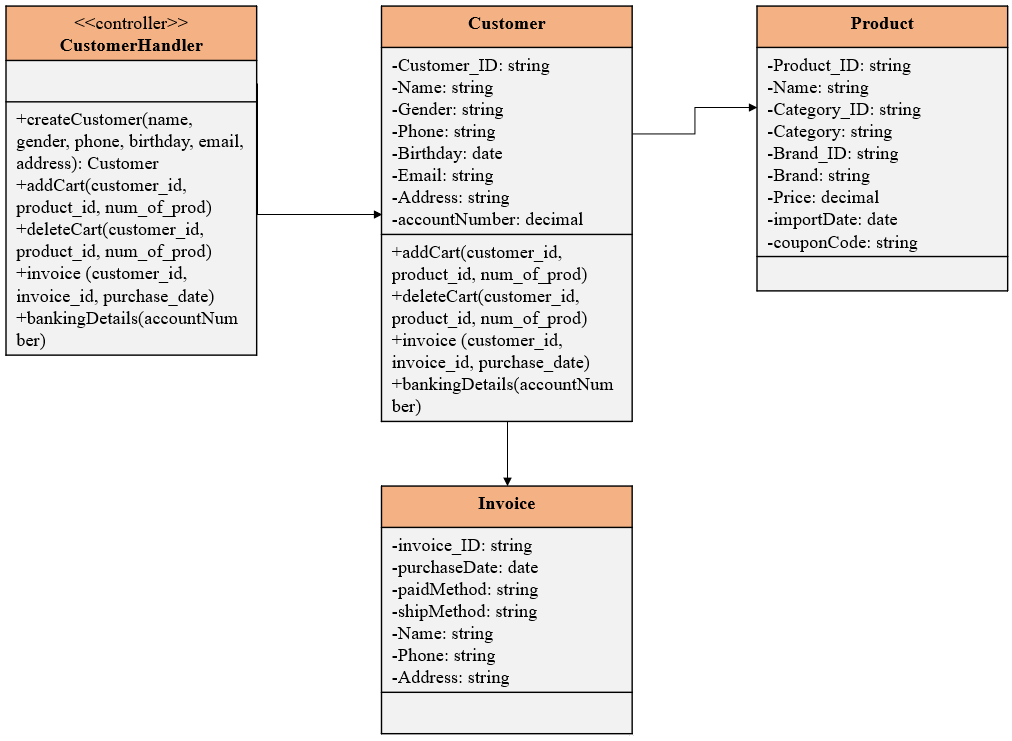 <<controller>>
CustomerHandler
+createCustomer(name,
gender, phone, birthday, email,
address): Customer
+addCart(customer_id,
product_id, num_of_prod)
+deleteCart(customer_id,
product_id, num_of_prod)
+invoice (customer_id,
invoice_id, purchase_date)
+bankingDetails(accountNum
ber)
Customer
-Customer_ID: string
-Name: string
-Gender: string
-Phone: string
-Birthday: date
-Email: string
-Address: string
-accountNumber: decimal
+addCart(customer_id,
product_id, num_of_prod)
+deleteCart(customer_id,
product_id, num_of_prod)
+invoice (customer_id,
invoice_id, purchase_date)
+bankingDetails(accountNum
ber)
Product
-Product_ID: string
-Name: string
-Category_ID: string
-Category: string
-Brand_ID: string
-Brand: string
-Price: decimal
-importDate: date
-couponCode: string
Invoice
-invoice_ID: string
-purchaseDate: date
-paidMethod: string
-shipMethod: string
-Name: string
-Phone: string
-Address: string